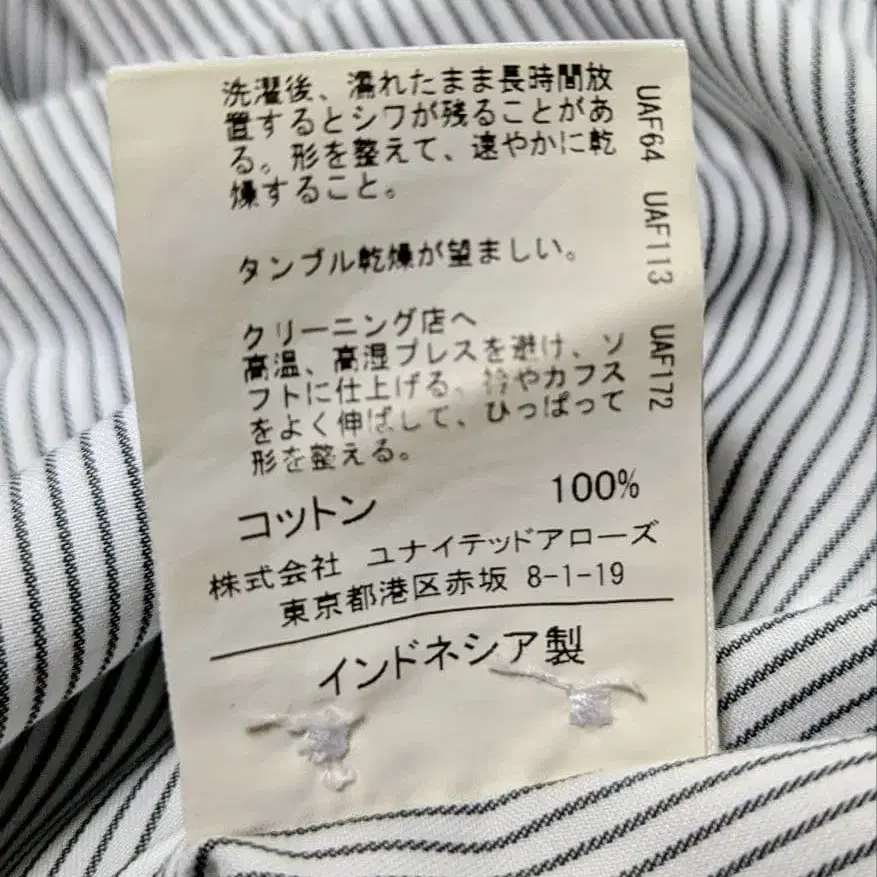 洗濯後、濡れたまま長時間放
置するとシワが残ることがあ
る。形を整えて、速やかに乾
燥すること。
タンブル乾燥が望ましい。
クリーニング店へ
高温、高湿プレスを避け、ソ
フトに仕上げる。衿やカフス
をよく伸ばして、ひっぱって
形を整える。
コットン 100%
株式会社 ユナイテッドアローズ
東京都港区赤坂 8-1-19
インドネシア製
UAF64 UAF113 UAF172